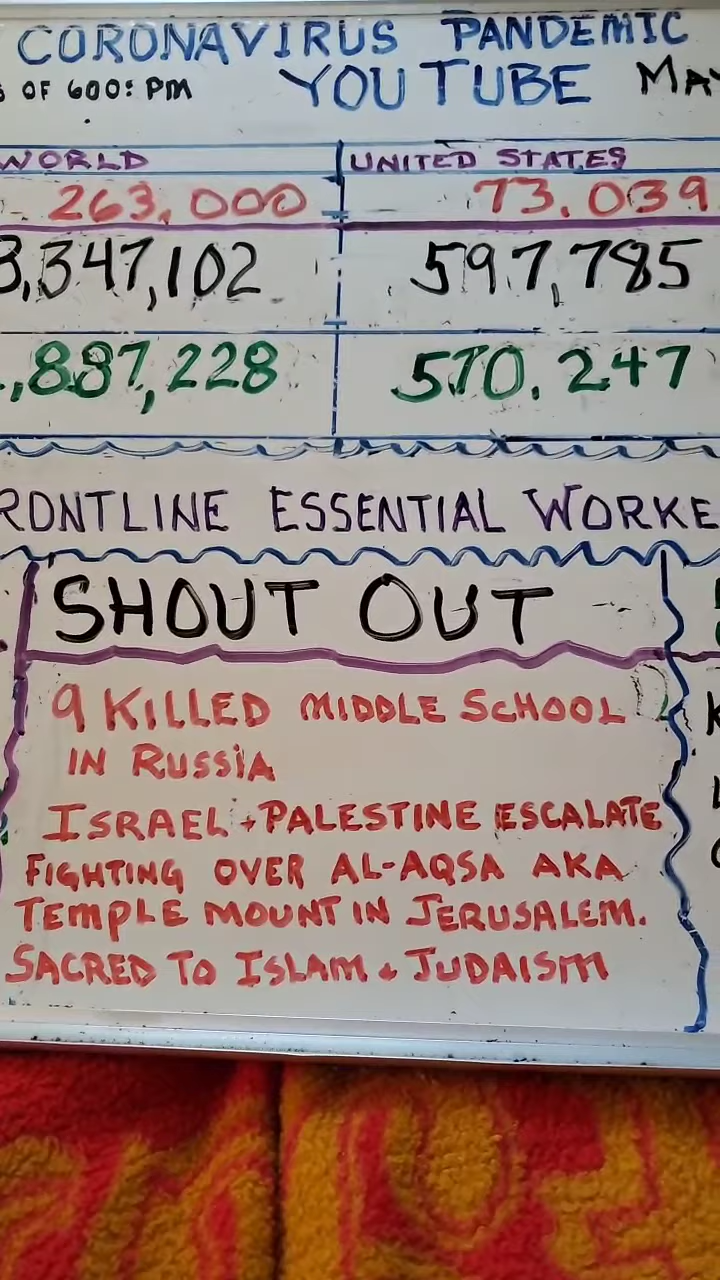 CORONAVIRUS PANDEMIC
OF 600: PM YOUTUBE MAY
WORLD UNITED STATES
263,000 73.039
3,347,102 597,785
,887,228 570.247
RONTLINE ESSENTIAL WORKE
SHOUT OUT
9 KILLED MIDDLE SCHOOL
IN RUSSIA
ISRAEL + PALESTINE ESCALATE
FIGHTING OVER AL-AQSA AKA
TEMPLE MOUNT IN JERUSALEM.
SACRED TO ISLAM & JUDAISM